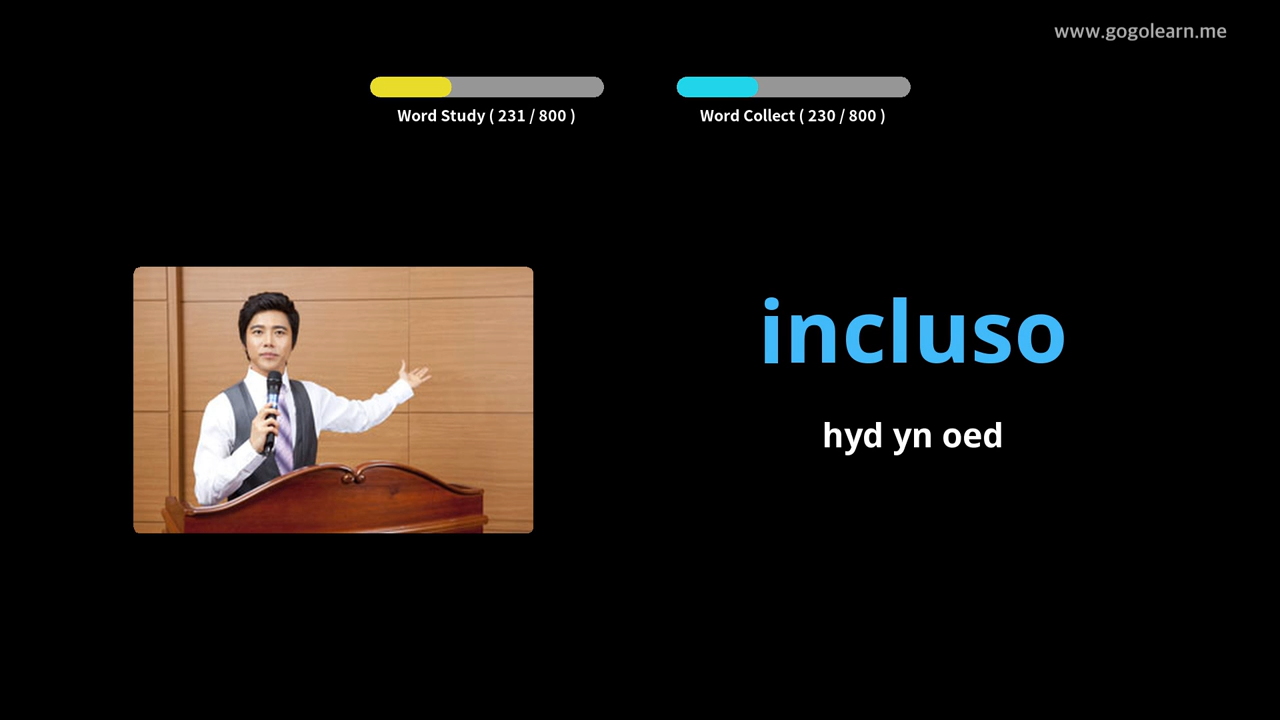 www.gogolearn.me
Word Study ( 231 / 800 )
Word Collect ( 230 / 800 )
incluso
hyd yn oed